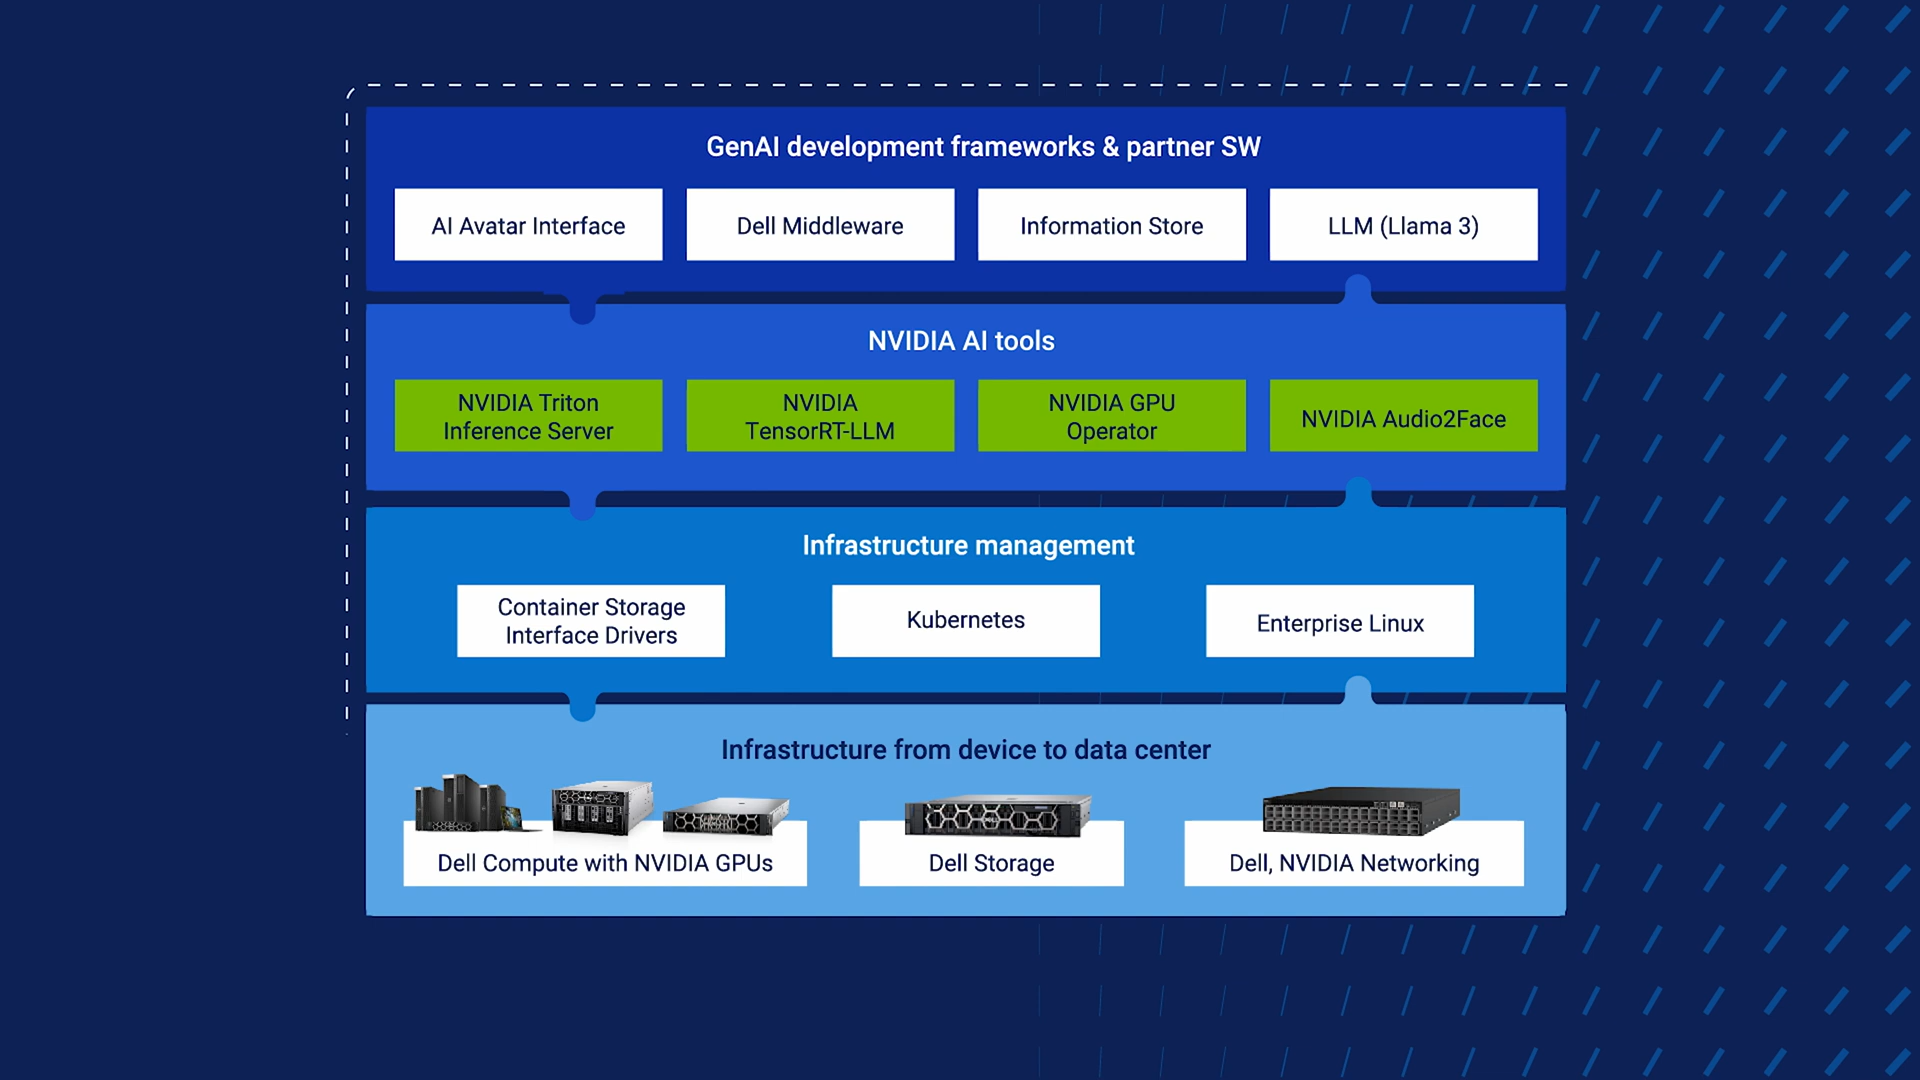 GenAI development frameworks & partner SW
AI Avatar Interface
Dell Middleware
Information Store
LLM (Llama 3)
NVIDIA AI tools
NVIDIA Triton
Inference Server
NVIDIA
TensorRT-LLM
NVIDIA GPU
Operator
NVIDIA Audio2Face
Infrastructure management
Container Storage
Interface Drivers
Kubernetes
Enterprise Linux
Infrastructure from device to data center
Dell Compute with NVIDIA GPUs
Dell Storage
Dell, NVIDIA Networking